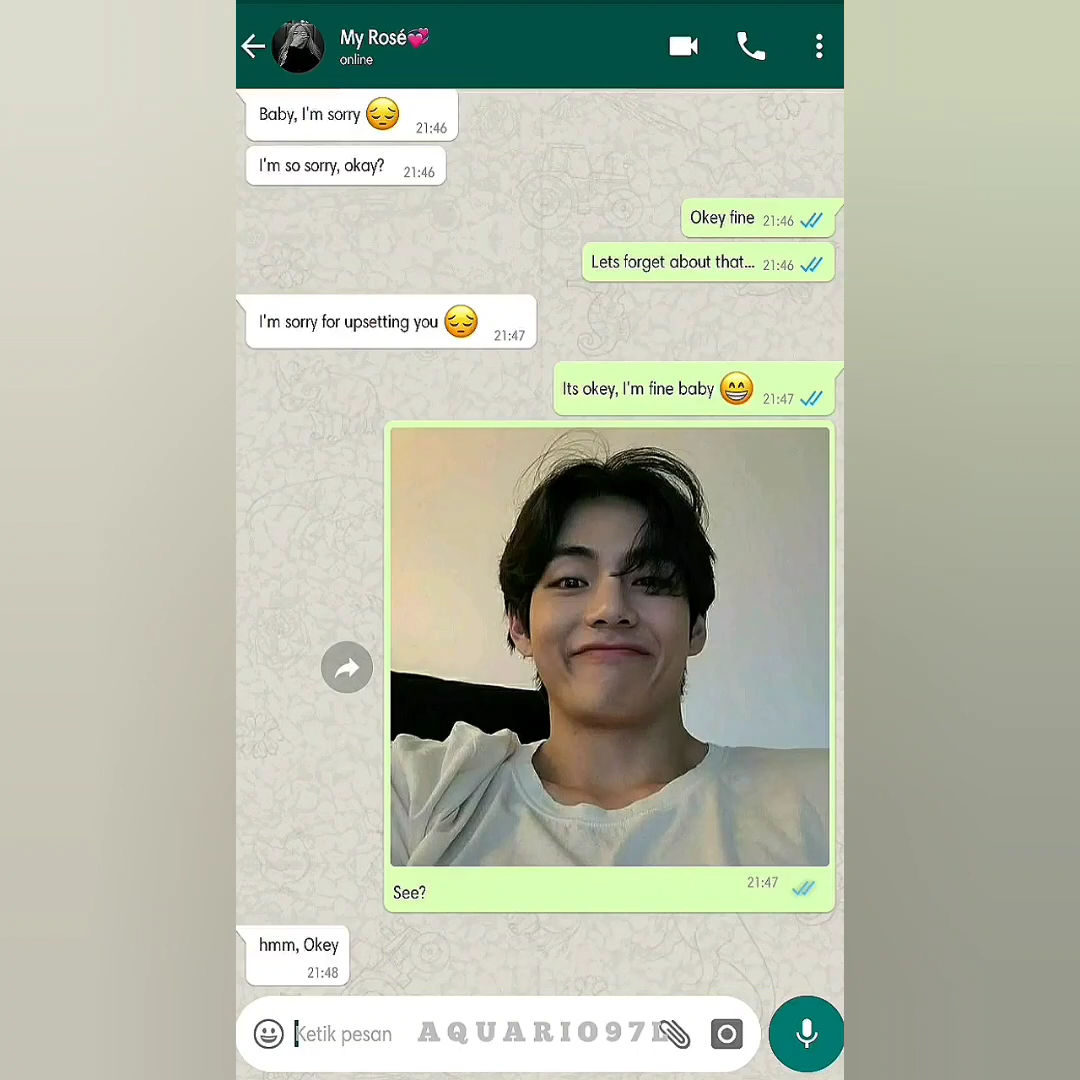 My Rosé💞
online
Baby, I'm sorry 😔 21:46
I'm so sorry, okay? 21:46
Okey fine 21:46
Lets forget about that... 21:46
I'm sorry for upsetting you 😔 21:47
Its okey, I'm fine baby 😁 21:47
See? 21:47
hmm, Okey
21:48
Ketik pesan